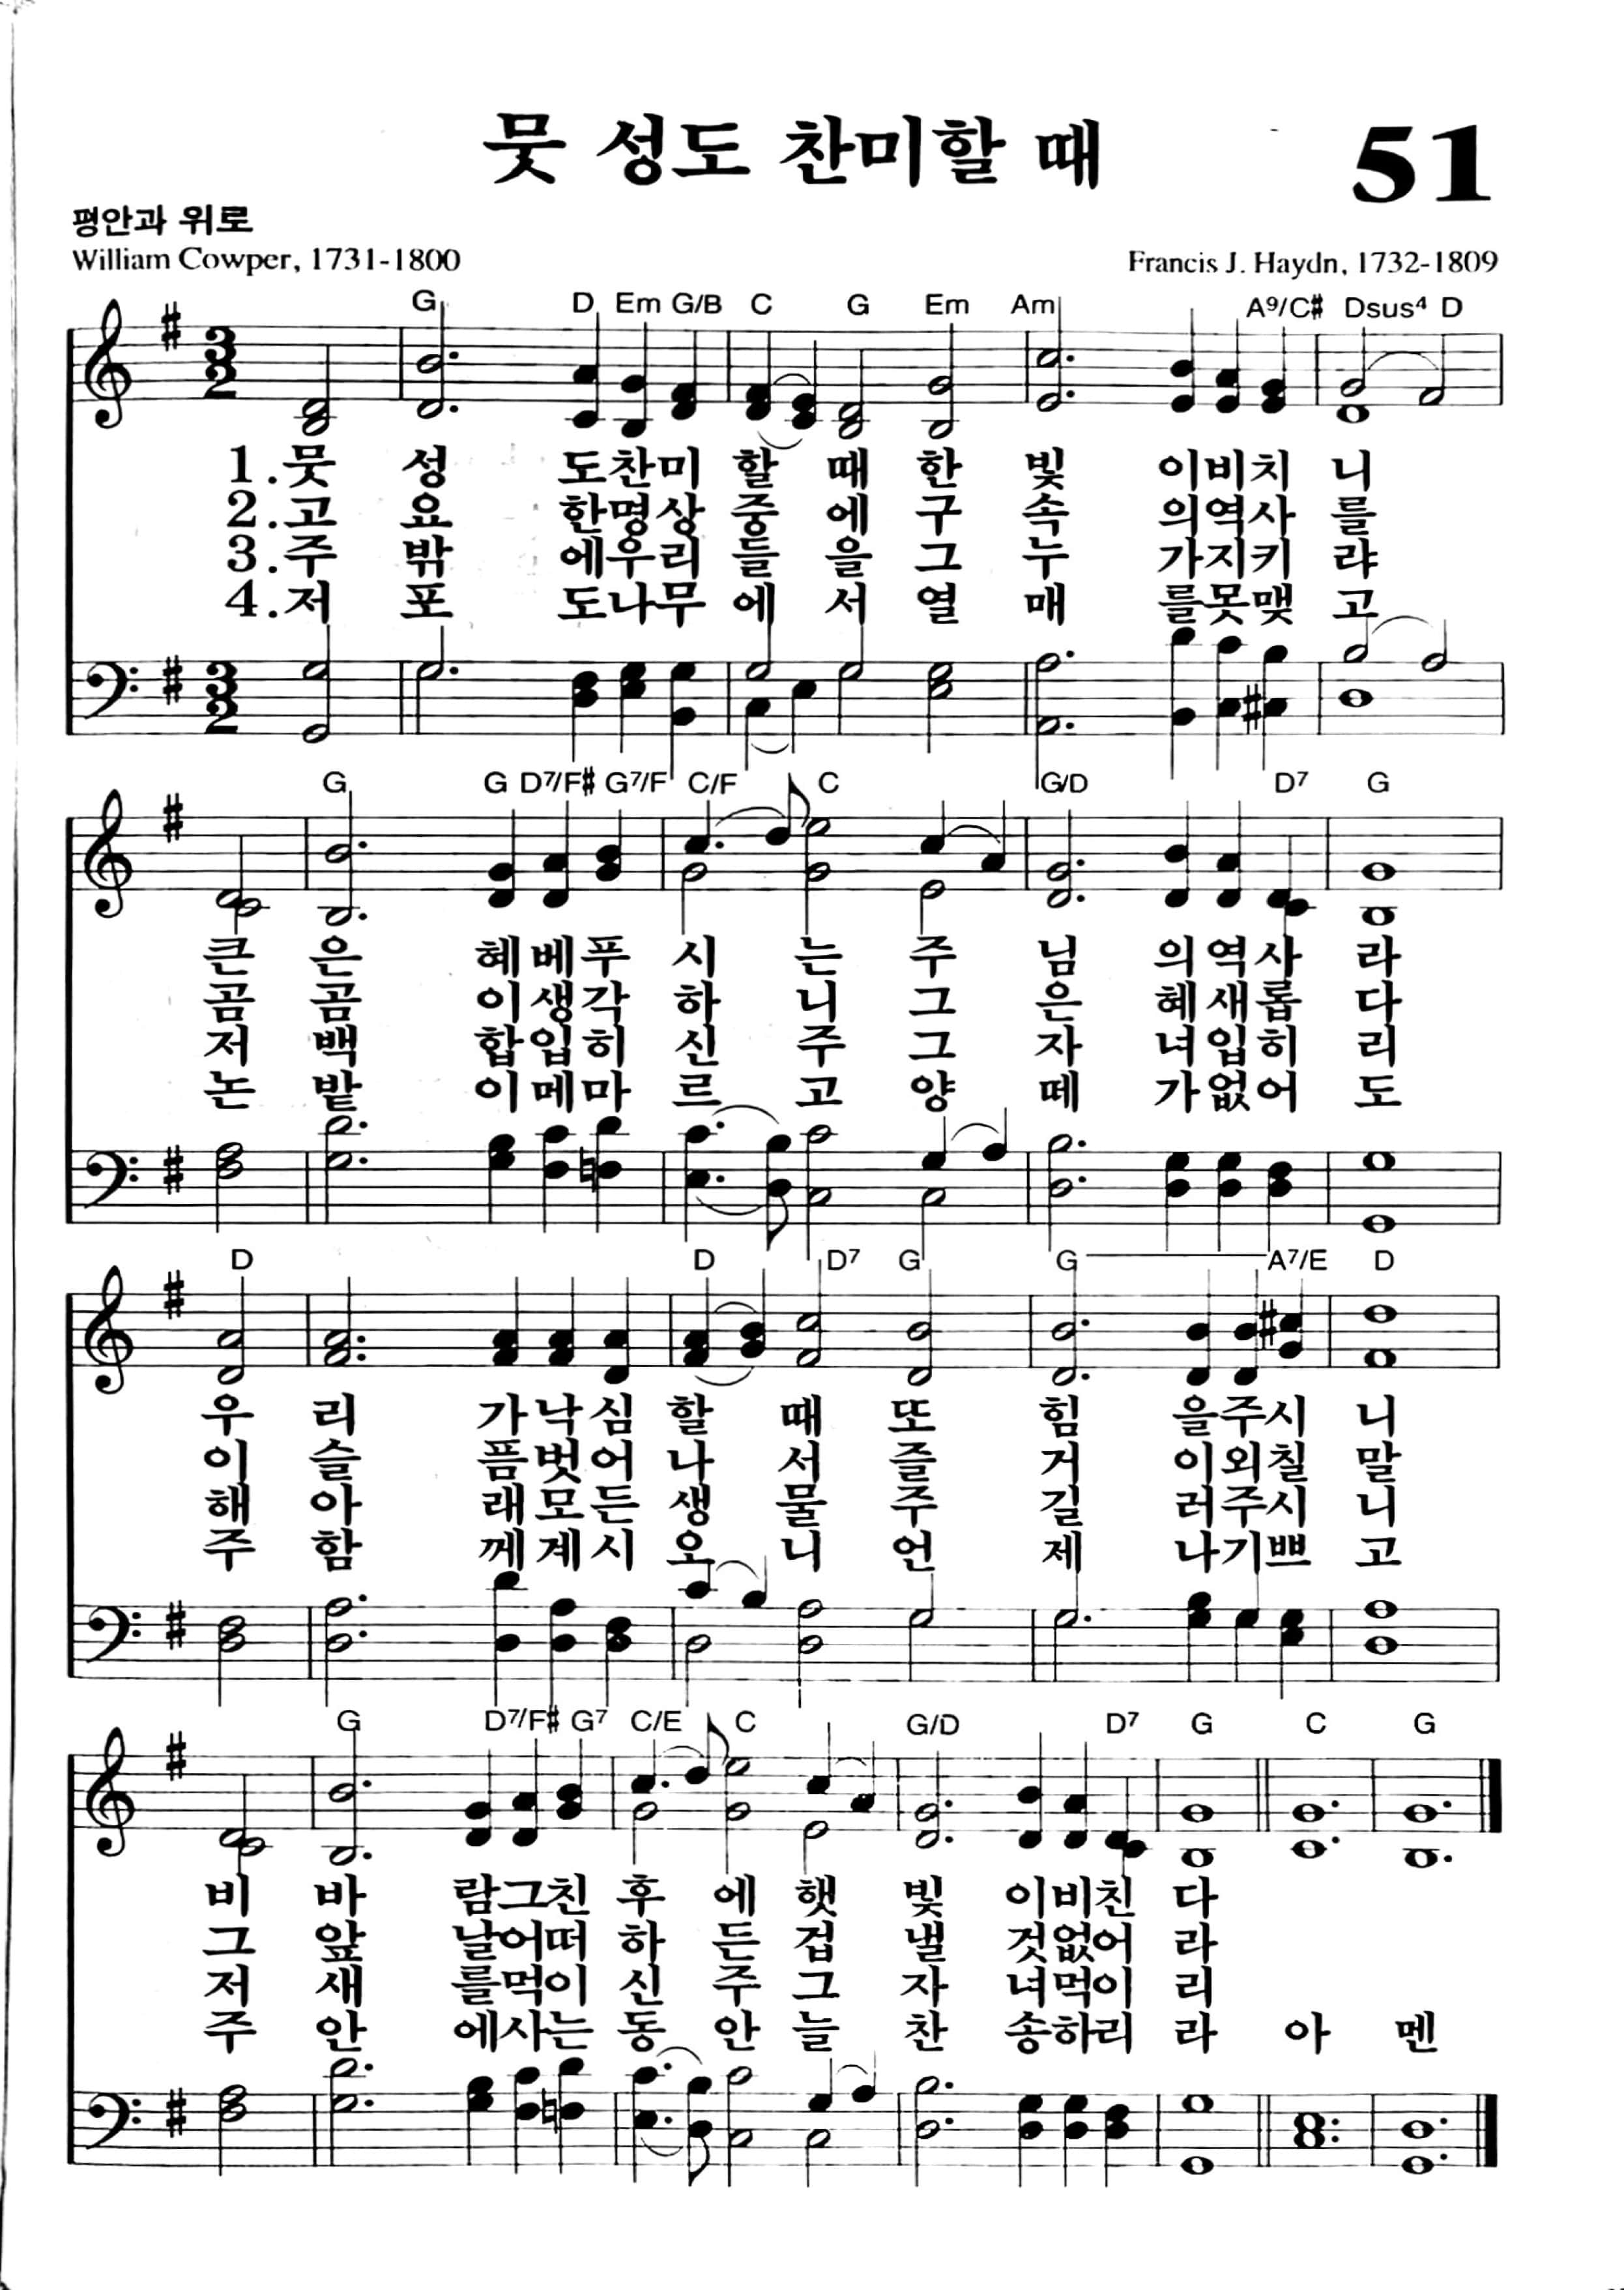 뭇 성도 찬미할 때
51
평안과 위로
William Cowper, 1731-1800
Francis J. Haydn, 1732-1809
G D Em G/B C G Em Am A9/C# Dsus4 D
1.뭇 성 도찬미 할 때 한 빛 이비치 니
2.고 요 한명상 중 에 구 속 의역사 를
3.주 밖 에우리 들 을 그 누 가지키 랴
4.저 포 도나무 에 서 열 매 를못맺 고
G G D7/F# G7/F C/F C G/D D7 G
큰 은 혜베푸 시 는 주 님 의역사 라
곰 곰 이생각 하 니 그 은 혜새롭 다
저 백 합입히 신 주 그 자 녀입히 리
논 밭 이메마 르 고 양 떼 가없어 도
D D D7 G G A7/E D
우 리 가낙심 할 때 또 힘 을주시 니
이 슬 픔벗어 나 서 즐 거 이외칠 말
해 아 래모든 생 물 주 길 러주시 니
주 함 께계시 오 니 언 제 나기쁘 고
G D7/F# G7 C/E C G/D D7 G C G
비 바 람그친 후 에 햇 빛 이비친 다
그 앞 날어떠 하 든 겁 낼 것없어 라
저 새 를먹이 신 주 그 자 녀먹이 리
주 안 에사는 동 안 늘 찬 송하리 라 아 멘